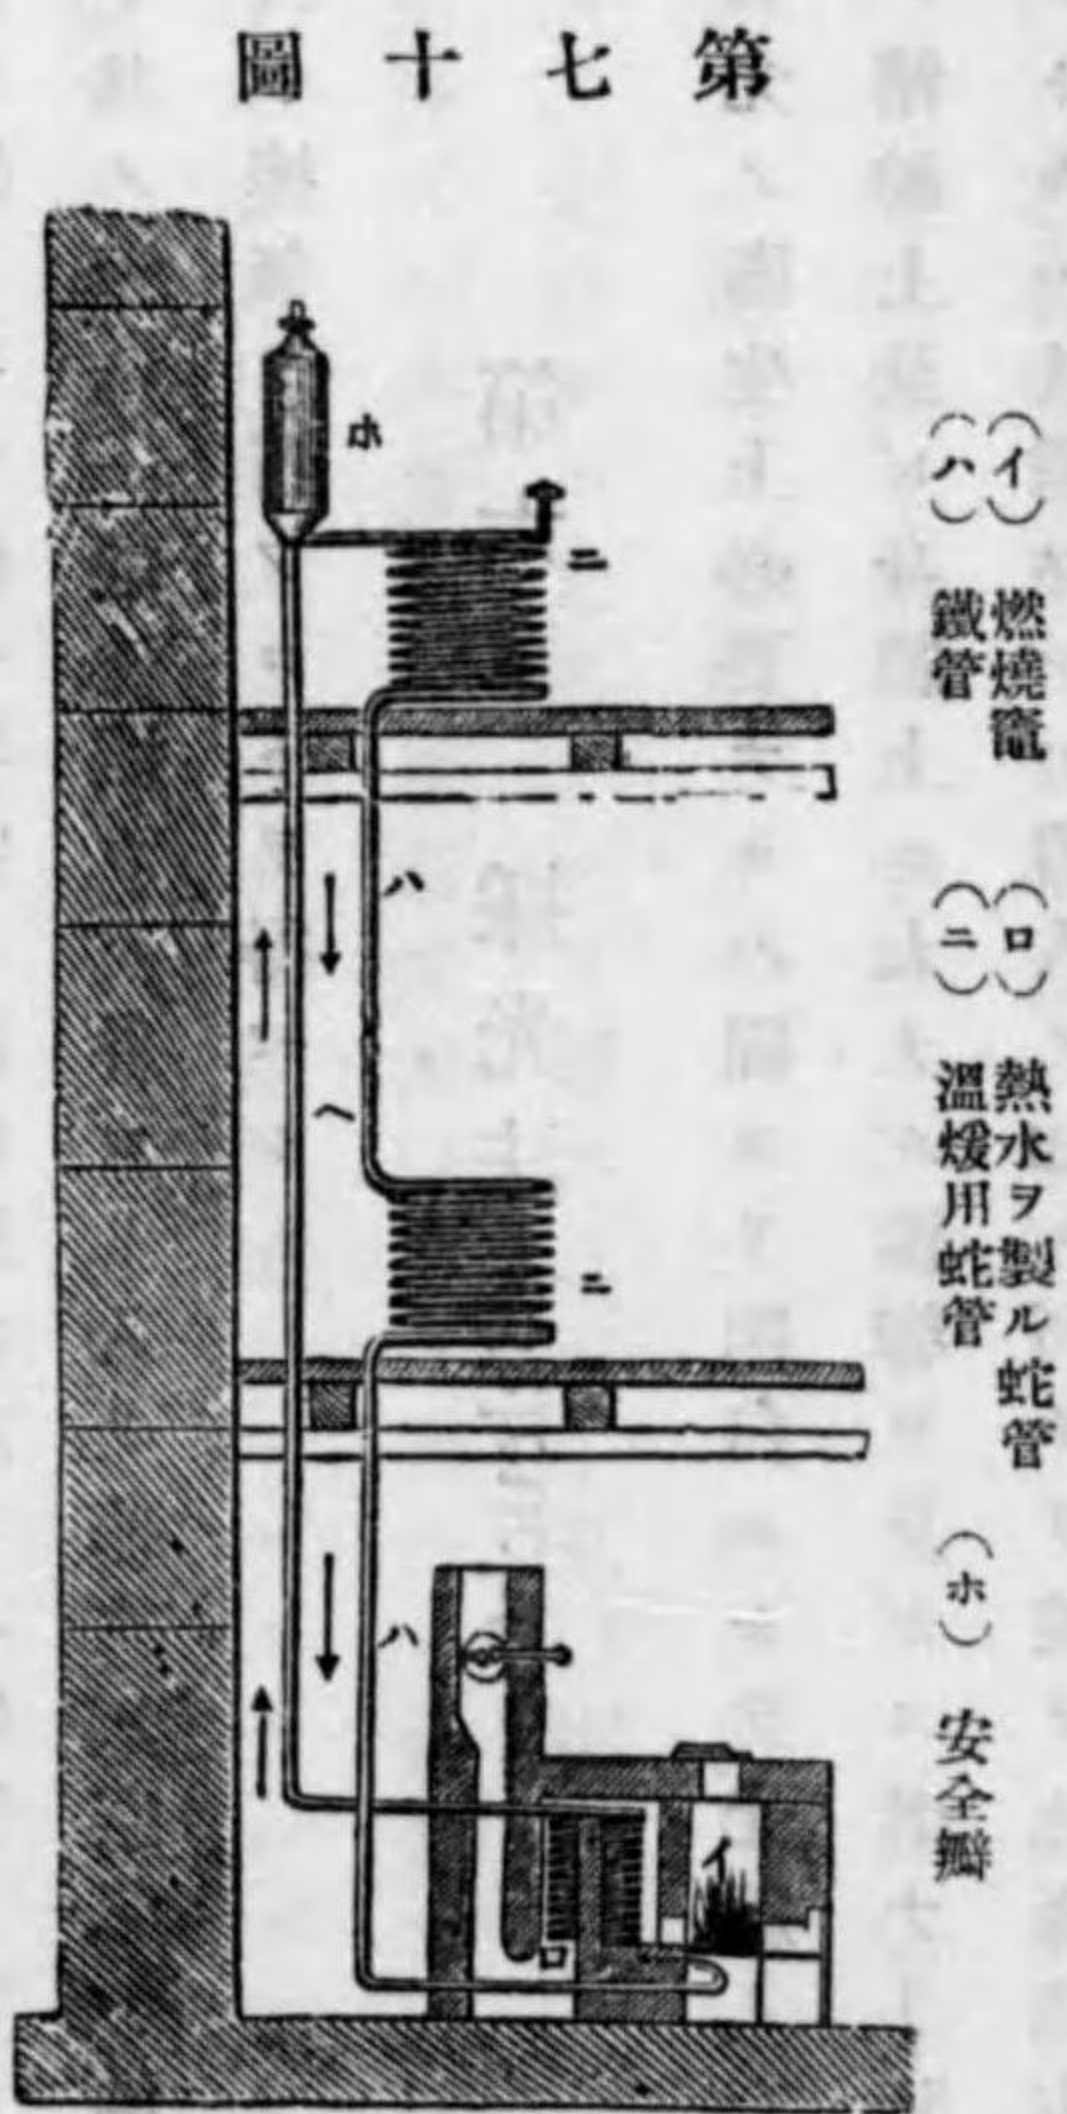 第七十圖
(イ) 燃燒竈 (ロ) 熱水ヲ製ル蛇管 (ホ) 安全瓣
(ハ) 鐵管 (ニ) 溫煖用蛇管
ホ
ニ
ハ
ヘ
ニ
ハ
イ
ロ